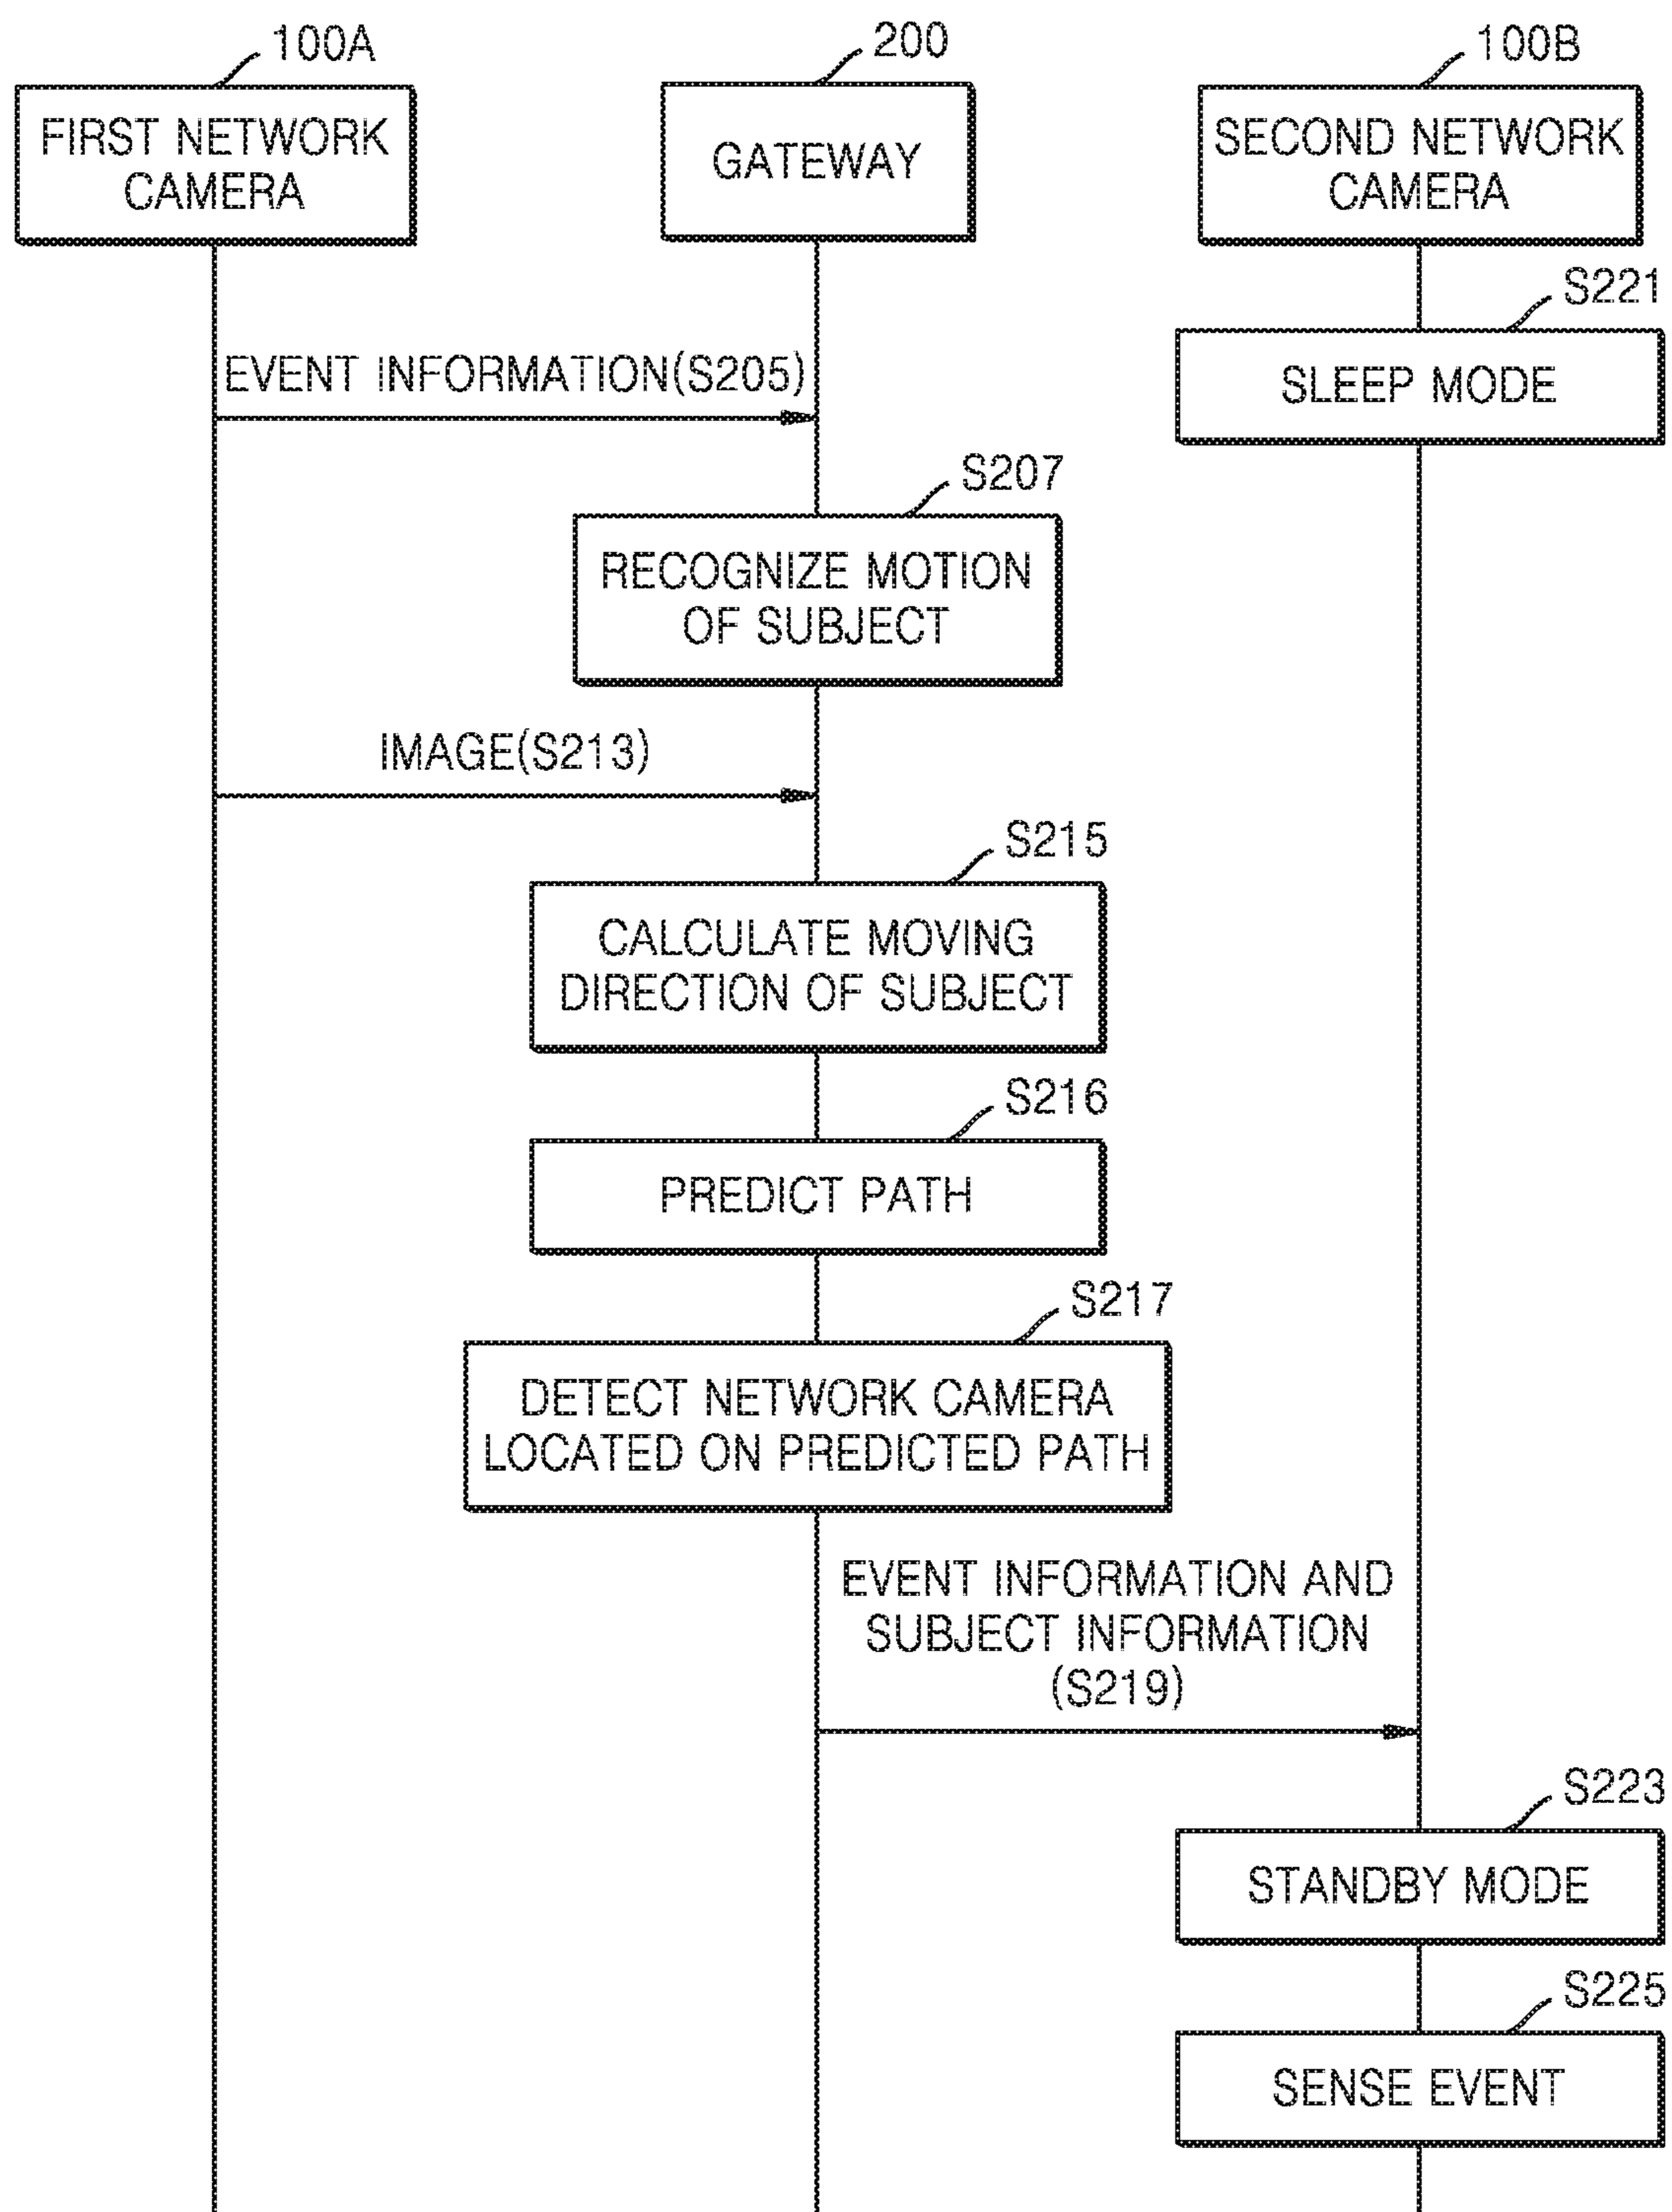 100A
200
100B
FIRST NETWORK
CAMERA
GATEWAY
SECOND NETWORK
CAMERA
S221
SLEEP MODE
EVENT INFORMATION(S205)
S207
RECOGNIZE MOTION
OF SUBJECT
IMAGE(S213)
S215
CALCULATE MOVING
DIRECTION OF SUBJECT
S216
PREDICT PATH
S217
DETECT NETWORK CAMERA
LOCATED ON PREDICTED PATH
EVENT INFORMATION AND
SUBJECT INFORMATION
(S219)
S223
STANDBY MODE
S225
SENSE EVENT